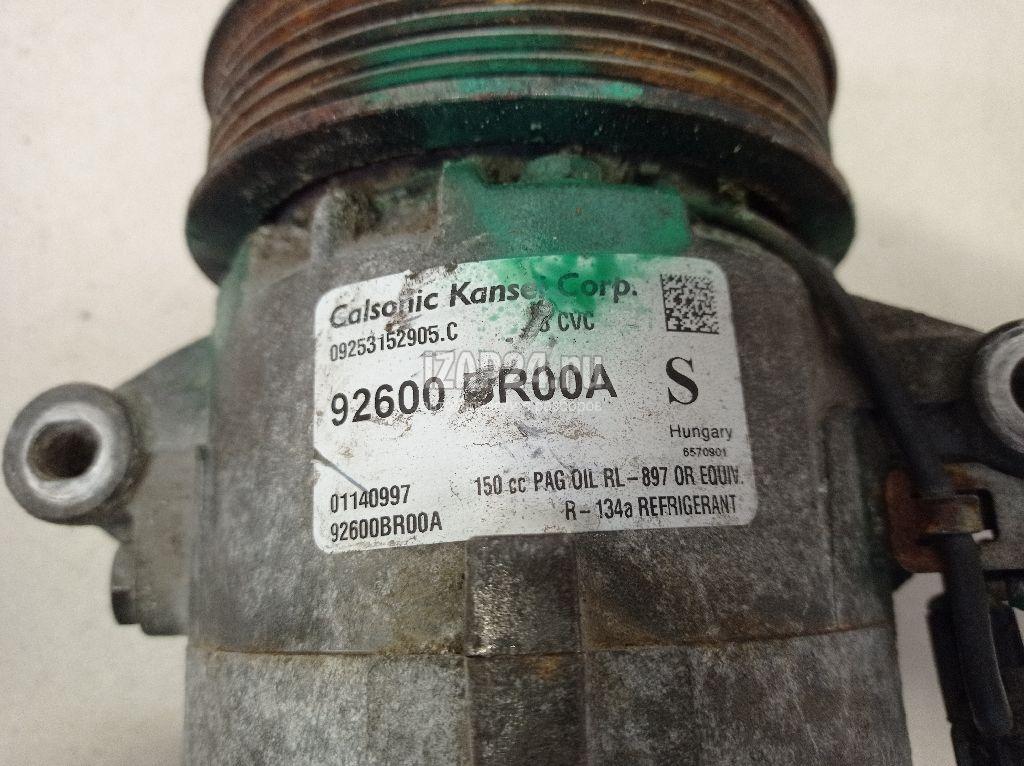 Calsonic Kansei Corp.
09253152905.C CVC
92600 BR00A S
Hungary
6570901
01140997 150 cc PAG OIL RL-897 OR EQUIV.
92600BR00A R-134a REFRIGERANT